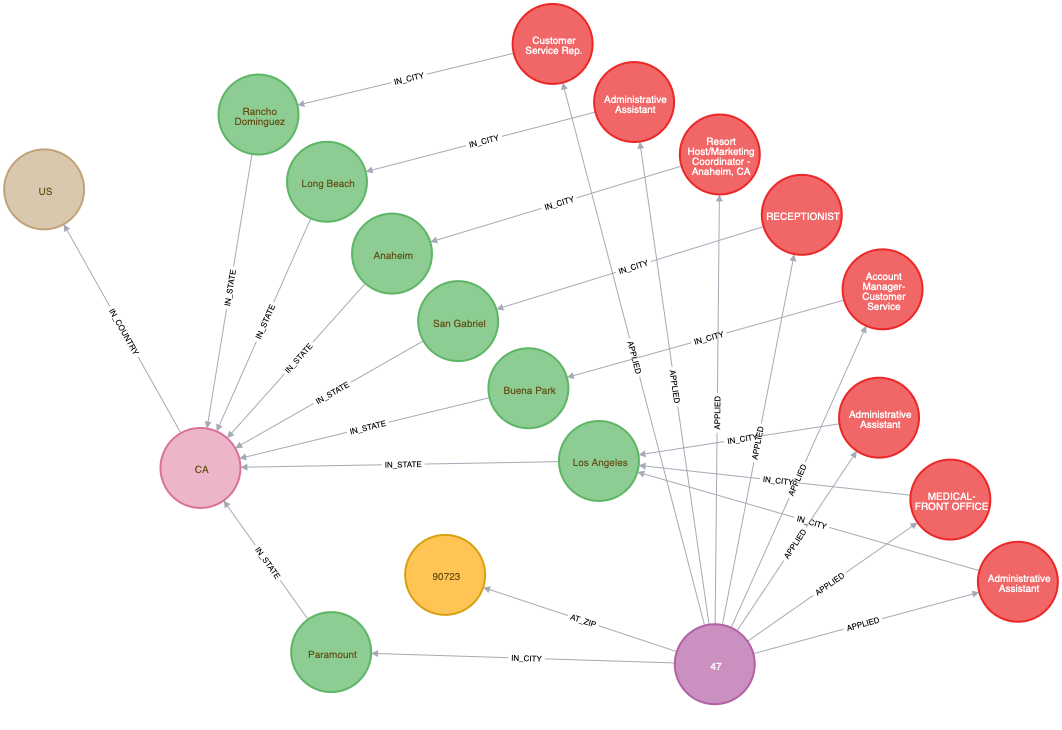 Customer
Service Rep.
IN_CITY
Rancho
Dominguez
Administrative
Assistant
IN_CITY
Long Beach
Resort
Host/Marketing
Coordinator -
Anaheim, CA
IN_CITY
Anaheim
US
RECEPTIONIST
IN_CITY
San Gabriel
Account
Manager-
Customer
Service
IN_CITY
Buena Park
IN_COUNTRY
IN_STATE
IN_STATE
IN_STATE
IN_STATE
IN_STATE
IN_STATE
APPLIED
APPLIED
APPLIED
APPLIED
APPLIED
APPLIED
APPLIED
APPLIED
Administrative
Assistant
IN_CITY
Los Angeles
CA
IN_CITY
MEDICAL-
FRONT OFFICE
IN_CITY
Administrative
Assistant
IN_STATE
90723
AT_ZIP
Paramount
IN_CITY
47